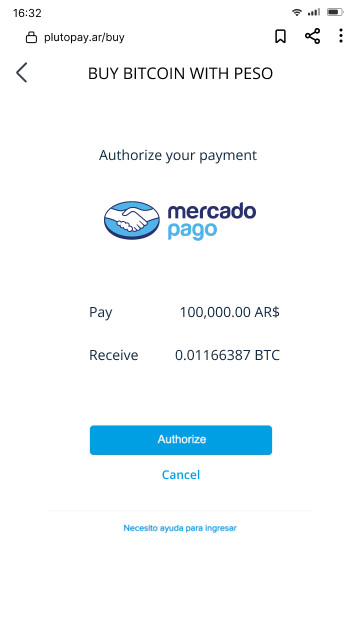 16:32
plutopay.ar/buy
BUY BITCOIN WITH PESO
Authorize your payment
mercado
pago
Pay 100,000.00 AR$
Receive 0.01166387 BTC
Authorize
Cancel
Necesito ayuda para ingresar